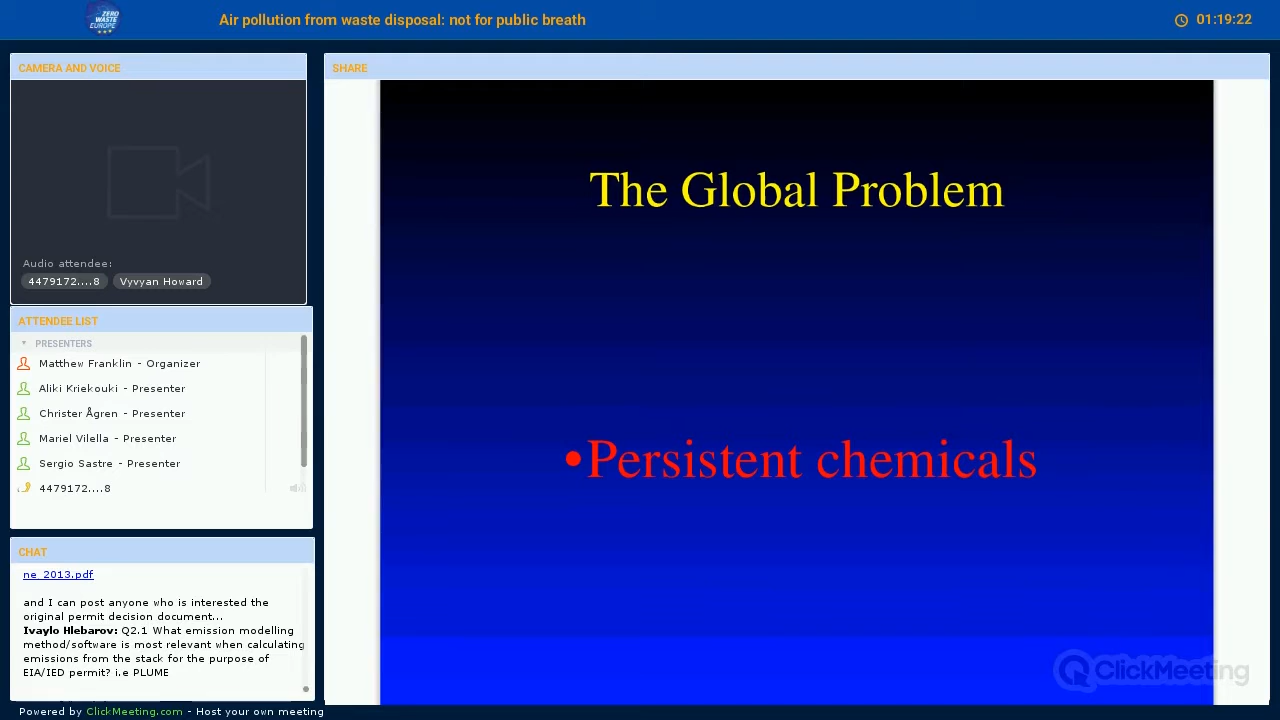 ZERO WASTE EUROPE
Air pollution from waste disposal: not for public breath
01:19:22
CAMERA AND VOICE
Audio attendee:
4479172....8 Vyvyan Howard
ATTENDEE LIST
PRESENTERS
Matthew Franklin - Organizer
Aliki Kriekouki - Presenter
Christer Ågren - Presenter
Mariel Vilella - Presenter
Sergio Sastre - Presenter
4479172....8
CHAT
ne_2013.pdf
and I can post anyone who is interested the
original permit decision document...
Ivaylo Hlebarov: Q2.1 What emission modelling
method/software is most relevant when calculating
emissions from the stack for the purpose of
EIA/IED permit? i.e PLUME
Powered by ClickMeeting.com - Host your own meeting
SHARE
The Global Problem
•Persistent chemicals
ClickMeeting